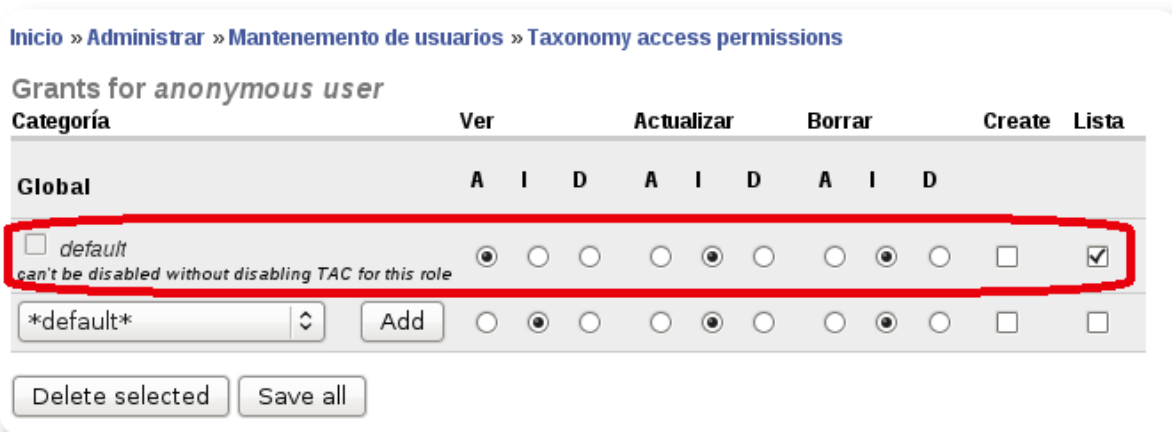 Inicio » Administrar » Mantenemento de usuarios » Taxonomy access permissions
Grants for anonymous user
Categoría Ver Actualizar Borrar Create Lista
Global A I D A I D A I D
default
can't be disabled without disabling TAC for this role
*default* Add
Delete selected Save all